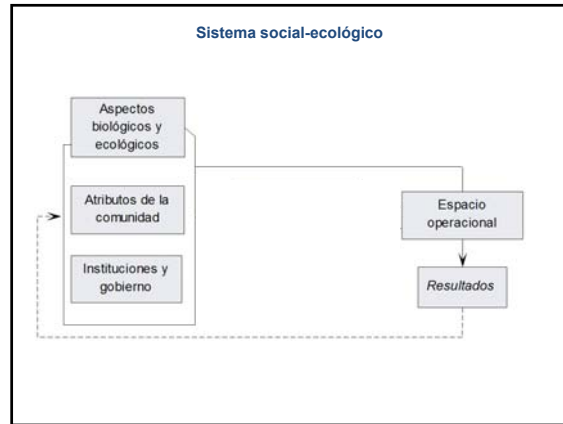 Sistema social-ecológico
Aspectos
biológicos y
ecológicos
Atributos de la
comunidad
Instituciones y
gobierno
Espacio
operacional
Resultados